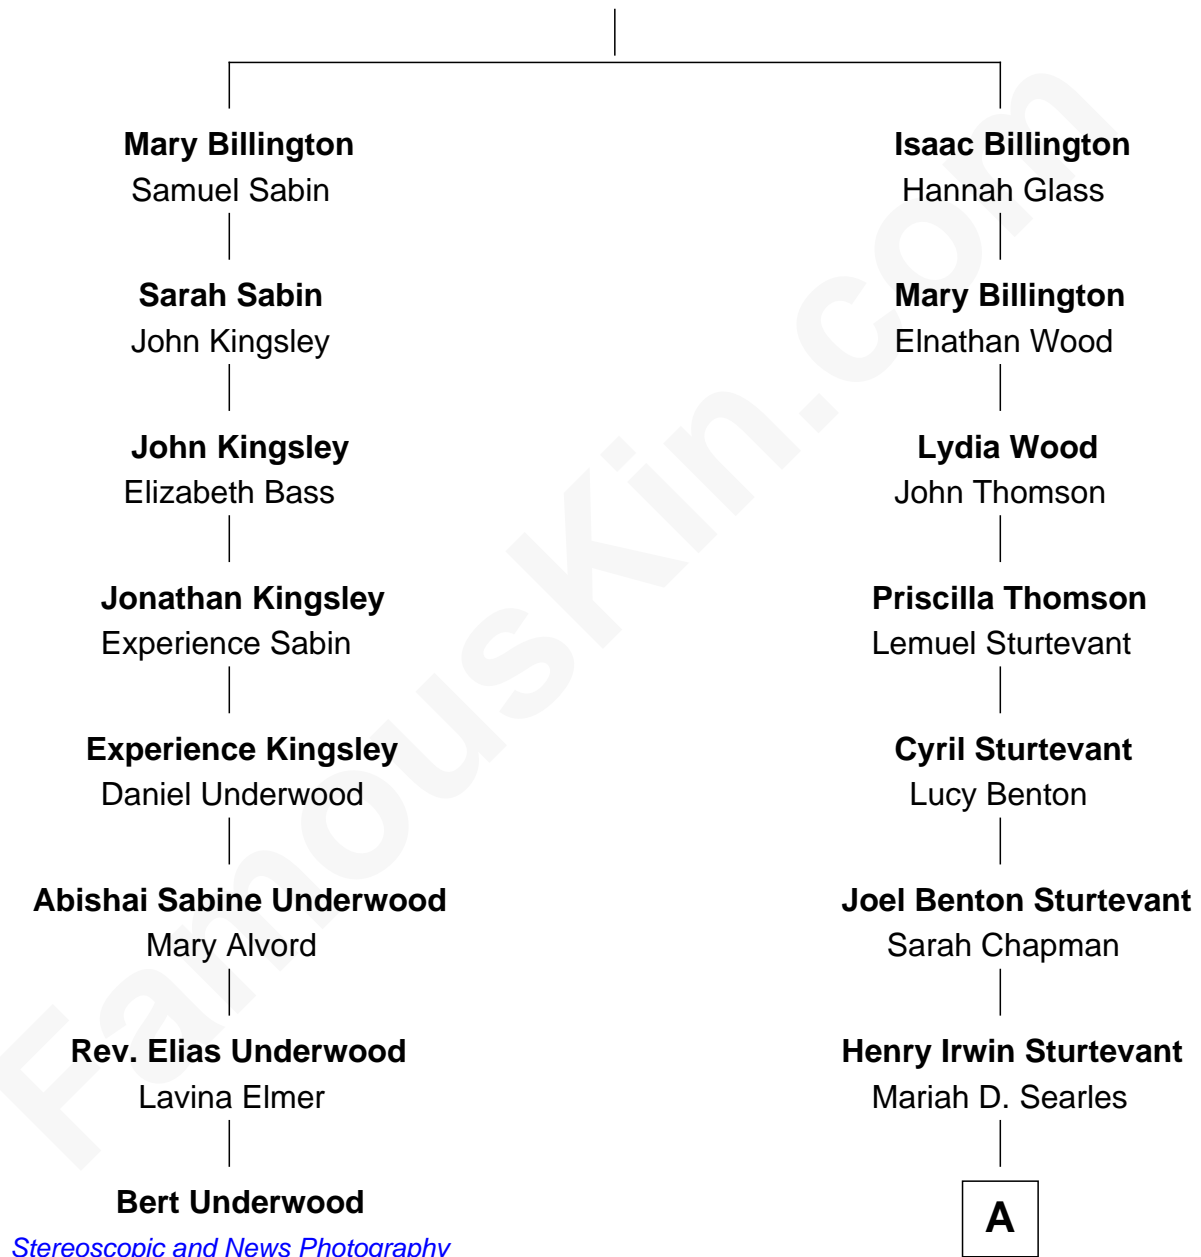 Mary Billington
Samuel Sabin
Sarah Sabin
John Kingsley
John Kingsley
Elizabeth Bass
Jonathan Kingsley
Experience Sabin
Experience Kingsley
Daniel Underwood
Abishai Sabine Underwood
Mary Alvord
Rev. Elias Underwood
Lavina Elmer
Bert Underwood
Stereoscopic and News Photography
Isaac Billington
Hannah Glass
Mary Billington
Elnathan Wood
Lydia Wood
John Thomson
Priscilla Thomson
Lemuel Sturtevant
Cyril Sturtevant
Lucy Benton
Joel Benton Sturtevant
Sarah Chapman
Henry Irwin Sturtevant
Mariah D. Searles
A
FamousKin.com